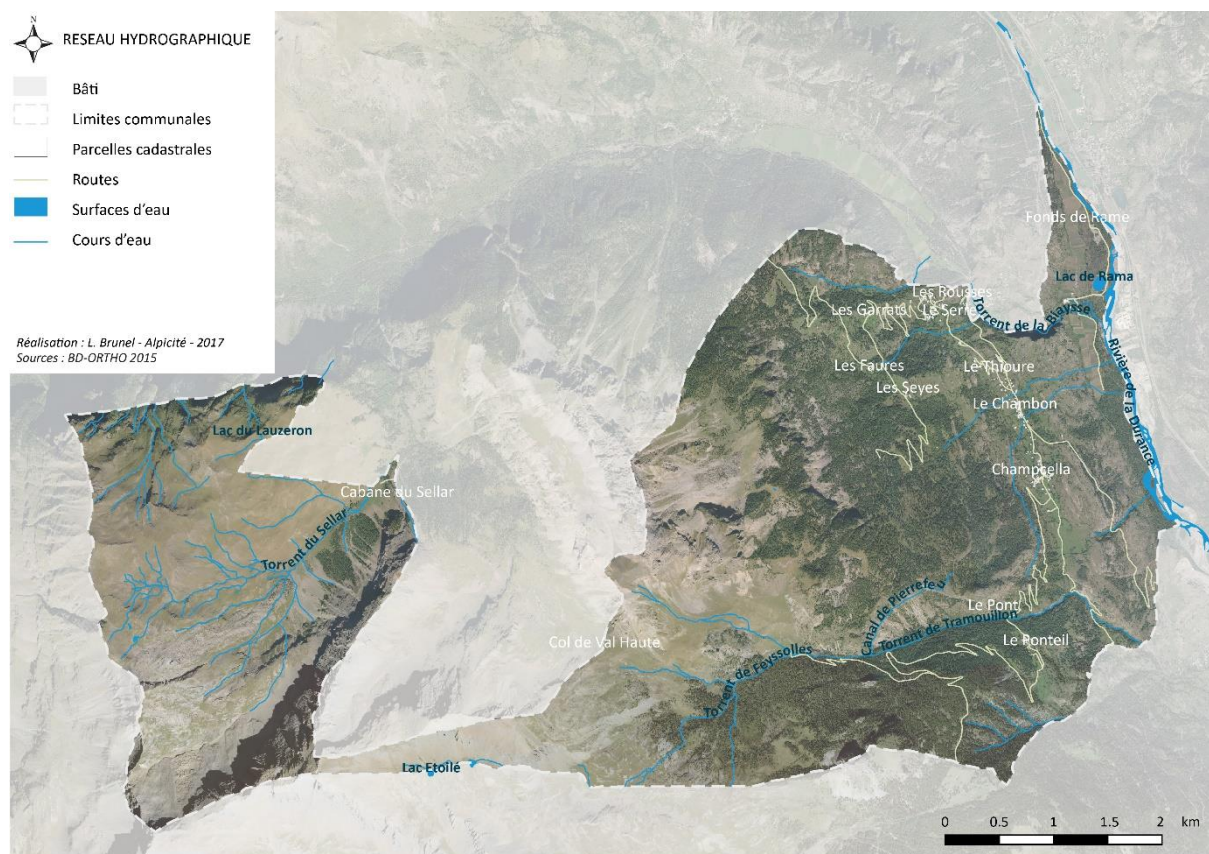 N
RESEAU HYDROGRAPHIQUE
Bâti
Limites communales
Parcelles cadastrales
Routes
Surfaces d'eau
Cours d'eau
Réalisation : L. Brunel - Alpicité - 2017
Sources : BD-ORTHO 2015
Fonds de Rame
Lac de Rama
Les Rousses
Les Garrats
Le Serre
Torrent de la Biaysse
Rivière de la Durance
Les Faures
Le Thioure
Les Seyes
Le Chambon
Lac du Lauzeron
Champcella
Cabane du Sellar
Torrent du Sellar
Canal de Pierrefeu
Le Pont
Torrent de Tramouillon
Col de Val Haute
Le Ponteil
Torrent de Feyssolles
Lac Etoilé
0 0.5 1 1.5 2 km